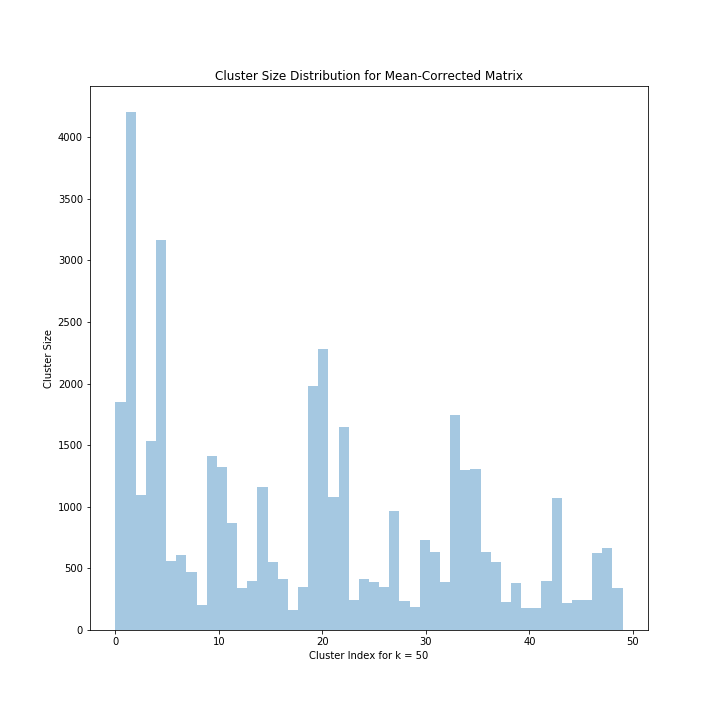 Cluster Size Distribution for Mean-Corrected Matrix
4000
3500
3000
2500
2000
1500
1000
500
0
Cluster Size
0 10 20 30 40 50
Cluster Index for k = 50